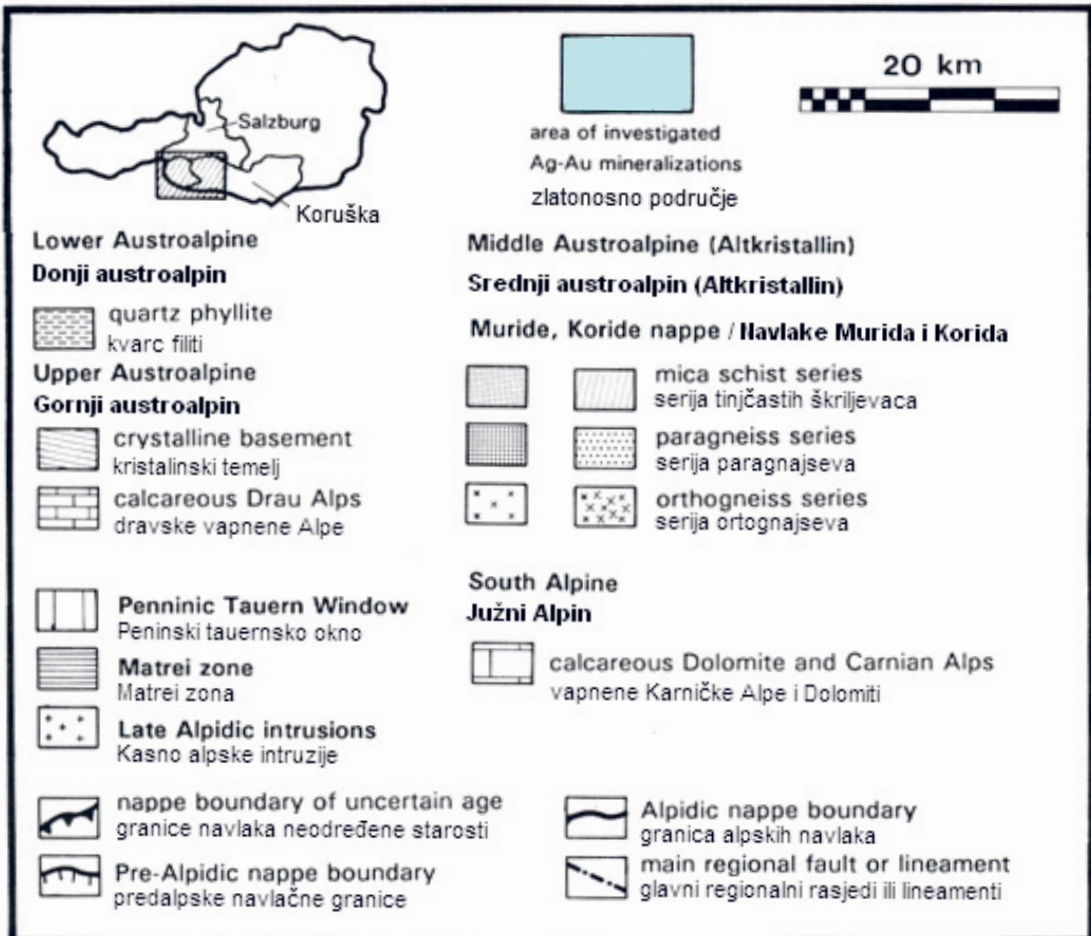 Salzburg
Koruška
area of investigated
Ag-Au mineralizations
zlatonosno područje
20 km
Lower Austroalpine
Donji austroalpin
quartz phyllite
kvarc filiti
Upper Austroalpine
Gornji austroalpin
crystalline basement
kristalinski temelj
calcareous Drau Alps
dravske vapnene Alpe
Middle Austroalpine (Altkristallin)
Srednji austroalpin (Altkristallin)
Muride, Koride nappe / Navlake Murida i Korida
mica schist series
serija tinjčastih škriljevaca
paragneiss series
serija paragnajseva
orthogneiss series
serija ortognajseva
Penninic Tauern Window
Peninski tauernsko okno
Matrei zone
Matrei zona
Late Alpidic intrusions
Kasno alpske intruzije
South Alpine
Južni Alpin
calcareous Dolomite and Carnian Alps
vapnene Karničke Alpe i Dolomiti
nappe boundary of uncertain age
granice navlaka neodređene starosti
Pre-Alpidic nappe boundary
predalpske navlačne granice
Alpidic nappe boundary
granica alpskih navlaka
main regional fault or lineament
glavni regionalni rasjedi ili lineamenti